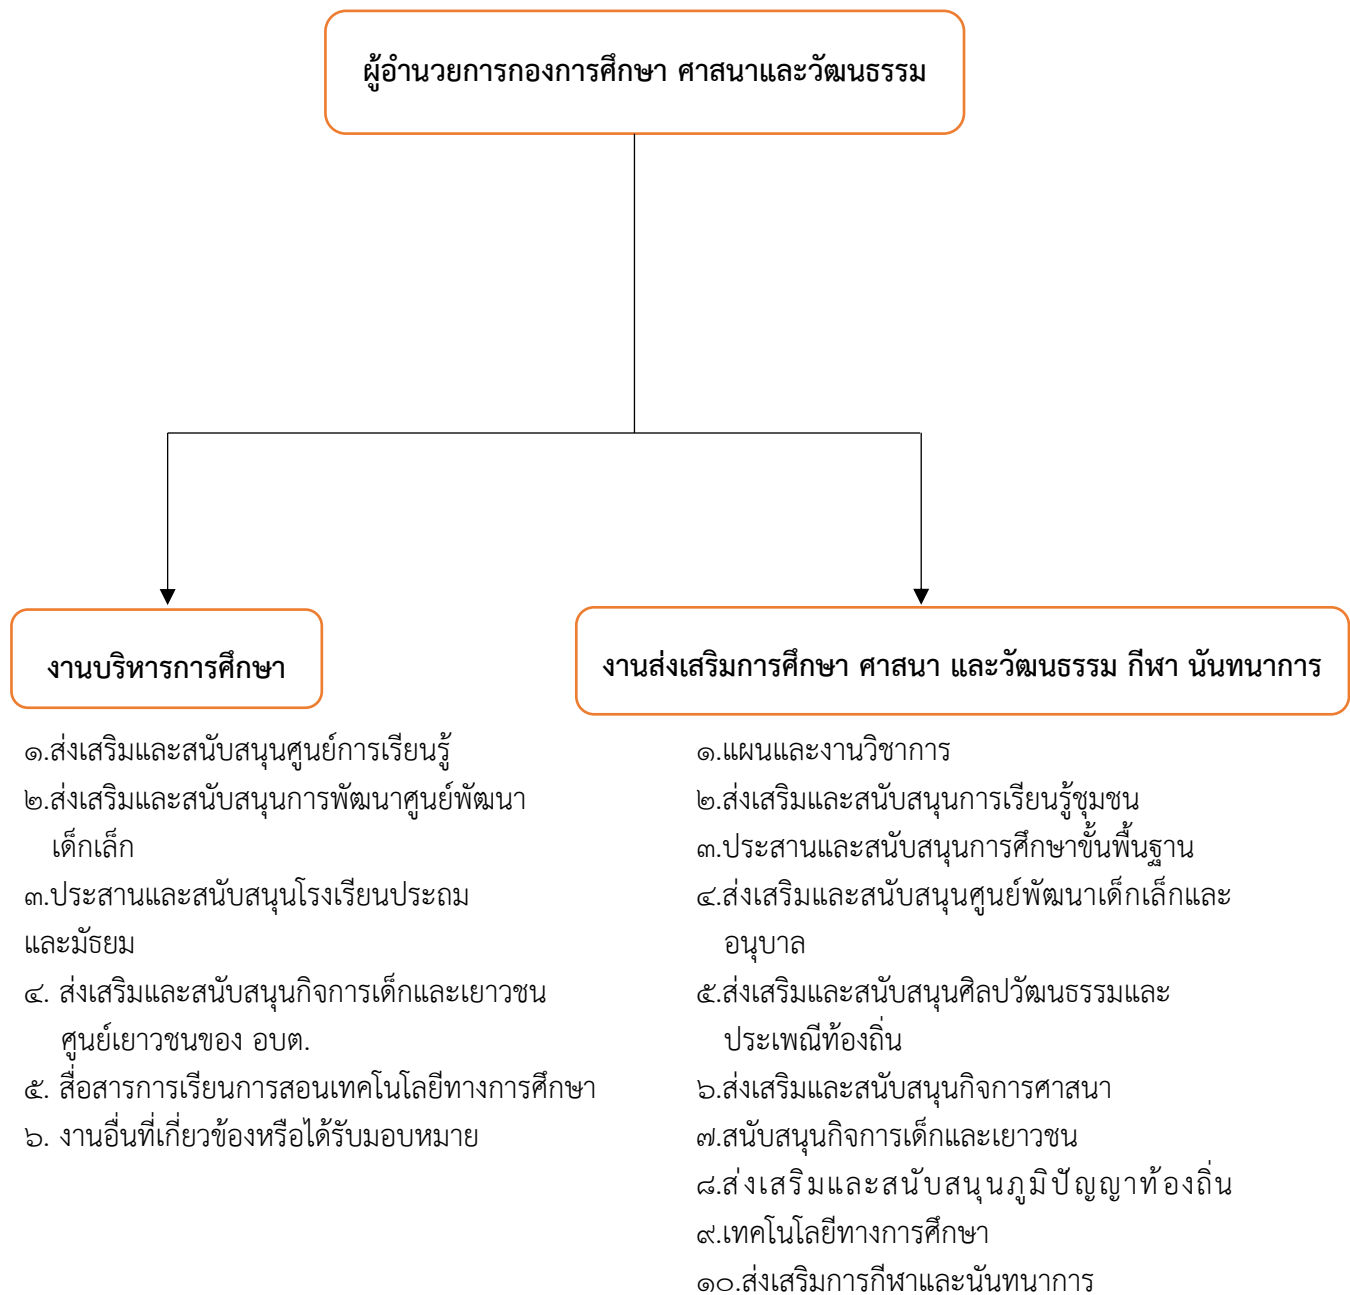 ผู้อำนวยการกองการศึกษา ศาสนาและวัฒนธรรม
งานบริหารการศึกษา
๑.ส่งเสริมและสนับสนุนศูนย์การเรียนรู้
๒.ส่งเสริมและสนับสนุนการพัฒนาศูนย์พัฒนา
เด็กเล็ก
๓.ประสานและสนับสนุนโรงเรียนประถม
และมัธยม
๔. ส่งเสริมและสนับสนุนกิจการเด็กและเยาวชน
ศูนย์เยาวชนของ อบต.
๕. สื่อสารการเรียนการสอนเทคโนโลยีทางการศึกษา
๖. งานอื่นที่เกี่ยวข้องหรือได้รับมอบหมาย
งานส่งเสริมการศึกษา ศาสนา และวัฒนธรรม กีฬา นันทนาการ
๑.แผนและงานวิชาการ
๒.ส่งเสริมและสนับสนุนการเรียนรู้ชุมชน
๓.ประสานและสนับสนุนการศึกษาขั้นพื้นฐาน
๔.ส่งเสริมและสนับสนุนศูนย์พัฒนาเด็กเล็กและ
อนุบาล
๕.ส่งเสริมและสนับสนุนศิลปวัฒนธรรมและ
ประเพณีท้องถิ่น
๖.ส่งเสริมและสนับสนุนกิจการศาสนา
๗.สนับสนุนกิจการเด็กและเยาวชน
๘.ส่งเสริมและสนับสนุนภูมิปัญญาท้องถิ่น
๙.เทคโนโลยีทางการศึกษา
๑๐.ส่งเสริมการกีฬาและนันทนาการ